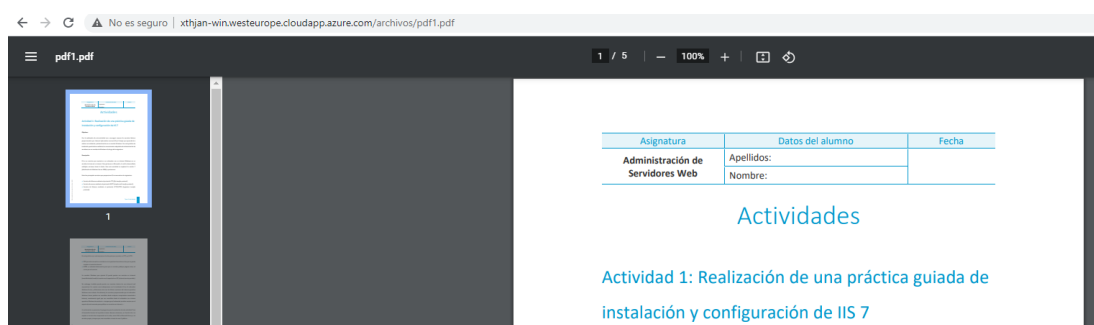 No es seguro | xthjan-win.westeurope.cloudapp.azure.com/archivos/pdf1.pdf
pdf1.pdf
1 / 5 | — 100% + |
1
Asignatura Datos del alumno Fecha
Administración de Servidores Web
Apellidos:
Nombre:
Actividades
Actividad 1: Realización de una práctica guiada de
instalación y configuración de IIS 7